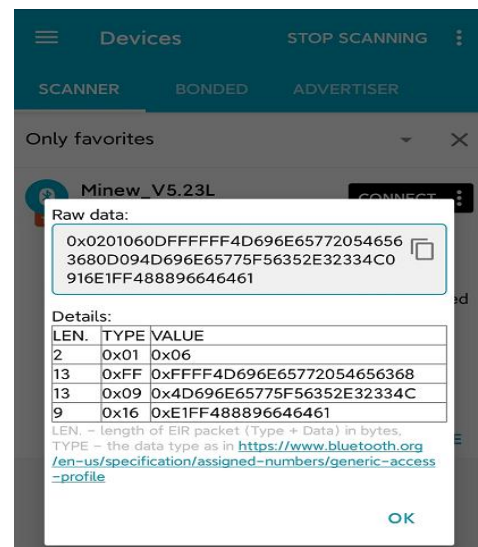 Devices STOP SCANNING
SCANNER BONDED ADVERTISER
Only favorites
Minew_V5.23L
CONNECT
Raw data:
0x0201060DFFFFFF4D696E65772054656
3680D094D696E65775F56352E32334C0
916E1FF488896646461
Details:
LEN. TYPE VALUE
2 0x01 0x06
13 0xFF 0xFFFF4D696E65772054656368
13 0x09 0x4D696E65775F56352E32334C
9 0x16 0xE1FF488896646461
LEN. – length of EIR packet (Type + Data) in bytes,
TYPE – the data type as in https://www.bluetooth.org
/en-us/specification/assigned-numbers/generic-access
-profile
OK